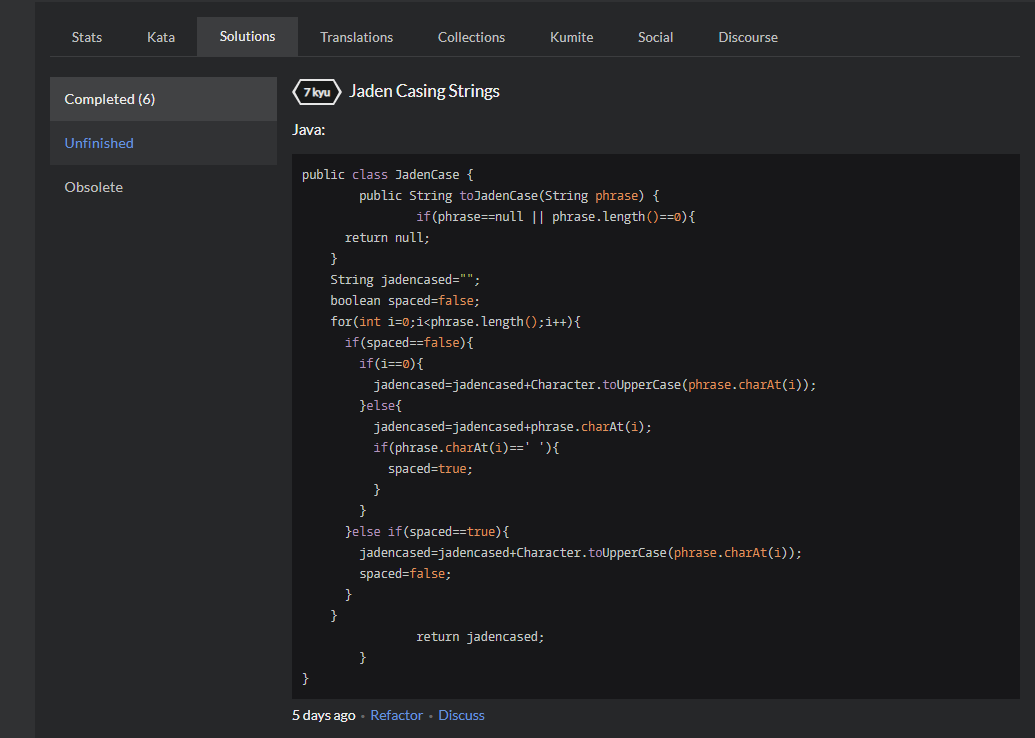 Stats Kata Solutions Translations Collections Kumite Social Discourse
Completed (6)
Unfinished
Obsolete
7 kyu Jaden Casing Strings
Java:
public class JadenCase {
public String toJadenCase(String phrase) {
if(phrase==null || phrase.length()==0){
return null;
}
String jadencased="";
boolean spaced=false;
for(int i=0;i<phrase.length();i++){
if(spaced==false){
if(i==0){
jadencased=jadencased+Character.toUpperCase(phrase.charAt(i));
}else{
jadencased=jadencased+phrase.charAt(i);
if(phrase.charAt(i)==' '){
spaced=true;
}
}
}else if(spaced==true){
jadencased=jadencased+Character.toUpperCase(phrase.charAt(i));
spaced=false;
}
}
return jadencased;
}
}
5 days ago • Refactor • Discuss